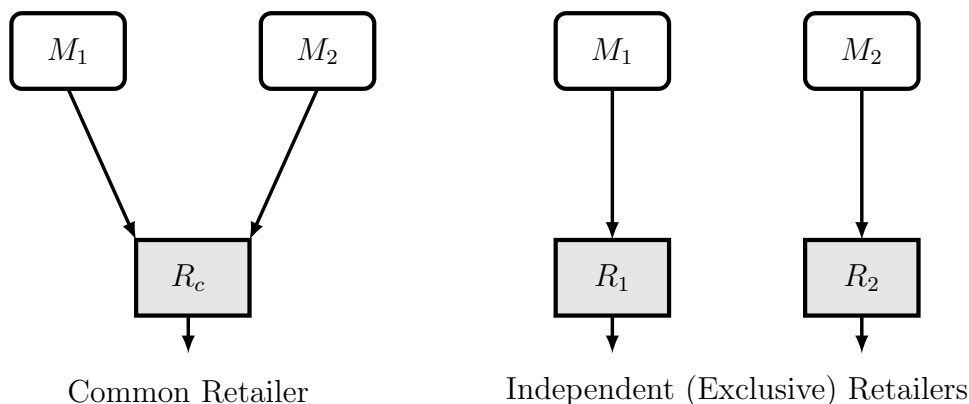 M1 M2 M1 M2
Rc R1 R2
Common Retailer Independent (Exclusive) Retailers